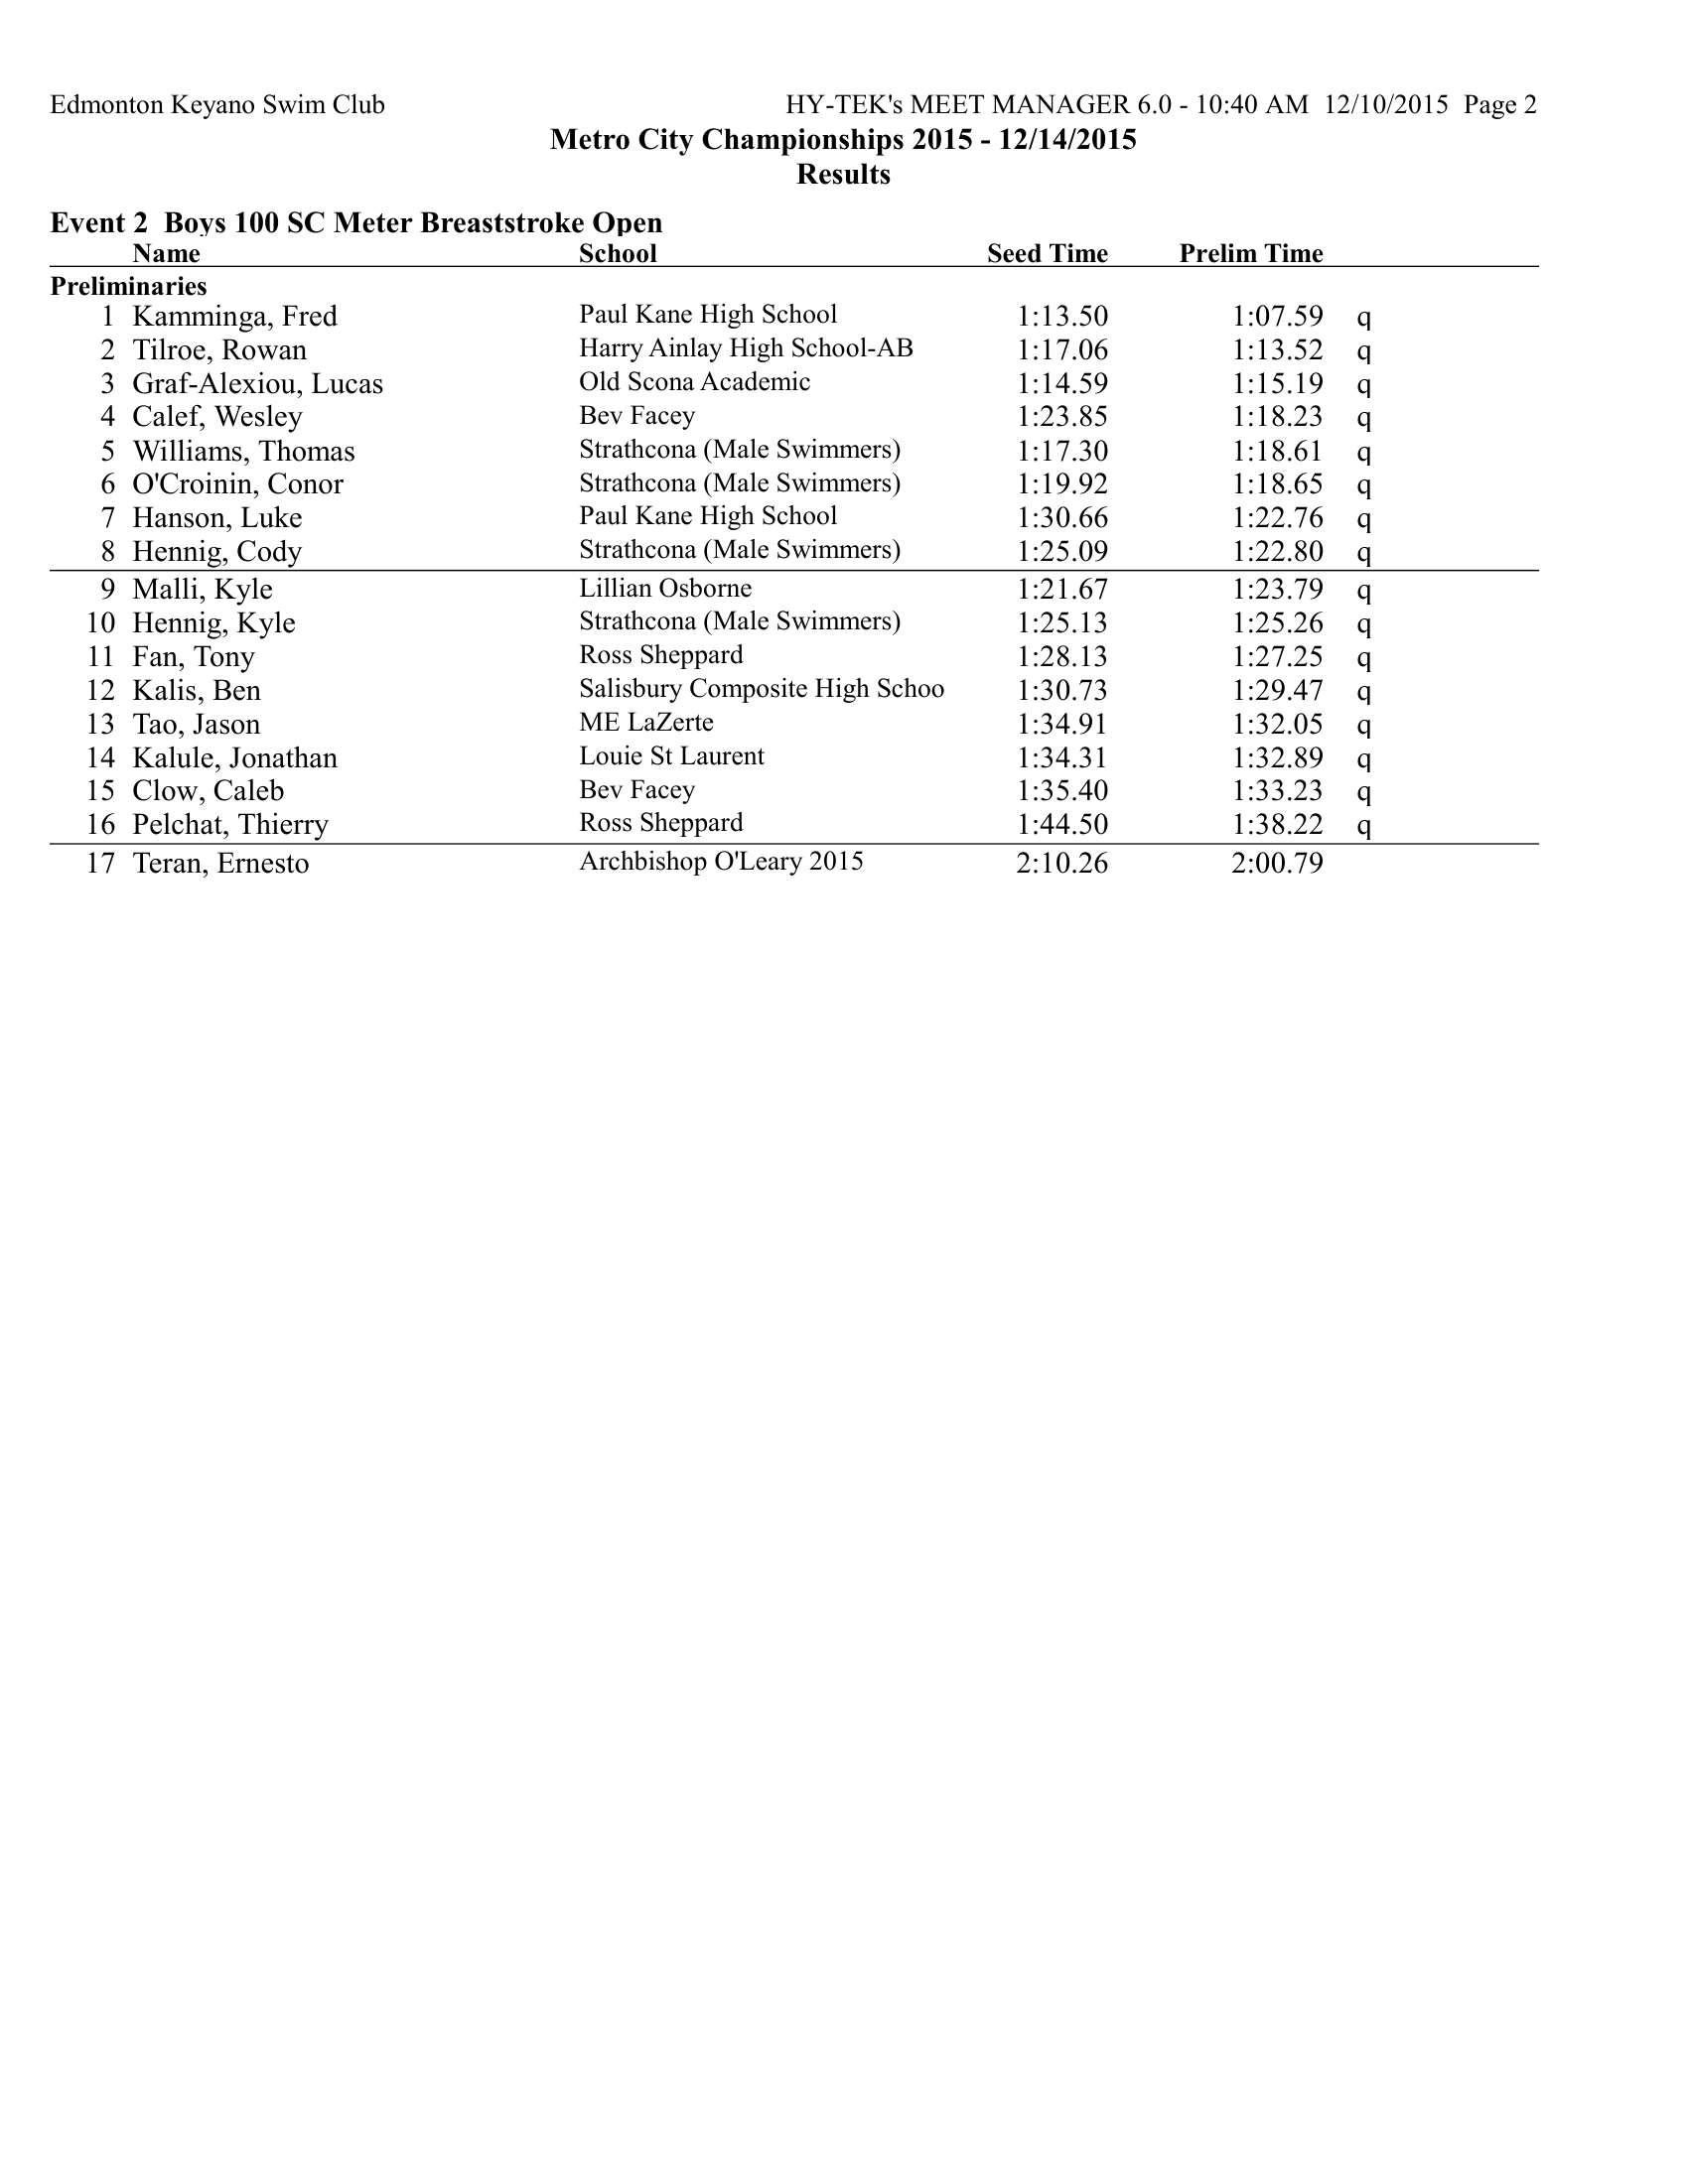 Edmonton Keyano Swim Club HY-TEK's MEET MANAGER 6.0 - 10:40 AM 12/10/2015 Page 2
Metro City Championships 2015 - 12/14/2015
Results
Event 2 Boys 100 SC Meter Breaststroke Open
Name School Seed Time Prelim Time
Preliminaries
1 Kamminga, Fred Paul Kane High School 1:13.50 1:07.59 q
2 Tilroe, Rowan Harry Ainlay High School-AB 1:17.06 1:13.52 q
3 Graf-Alexiou, Lucas Old Scona Academic 1:14.59 1:15.19 q
4 Calef, Wesley Bev Facey 1:23.85 1:18.23 q
5 Williams, Thomas Strathcona (Male Swimmers) 1:17.30 1:18.61 q
6 O'Croinin, Conor Strathcona (Male Swimmers) 1:19.92 1:18.65 q
7 Hanson, Luke Paul Kane High School 1:30.66 1:22.76 q
8 Hennig, Cody Strathcona (Male Swimmers) 1:25.09 1:22.80 q
9 Malli, Kyle Lillian Osborne 1:21.67 1:23.79 q
10 Hennig, Kyle Strathcona (Male Swimmers) 1:25.13 1:25.26 q
11 Fan, Tony Ross Sheppard 1:28.13 1:27.25 q
12 Kalis, Ben Salisbury Composite High Schoo 1:30.73 1:29.47 q
13 Tao, Jason ME LaZerte 1:34.91 1:32.05 q
14 Kalule, Jonathan Louie St Laurent 1:34.31 1:32.89 q
15 Clow, Caleb Bev Facey 1:35.40 1:33.23 q
16 Pelchat, Thierry Ross Sheppard 1:44.50 1:38.22 q
17 Teran, Ernesto Archbishop O'Leary 2015 2:10.26 2:00.79